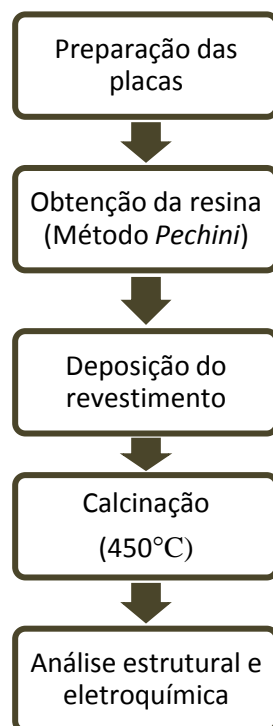 Preparação das
placas
Obtenção da resina
(Método Pechini)
Deposição do
revestimento
Calcinação
(450°C)
Análise estrutural e
eletroquímica